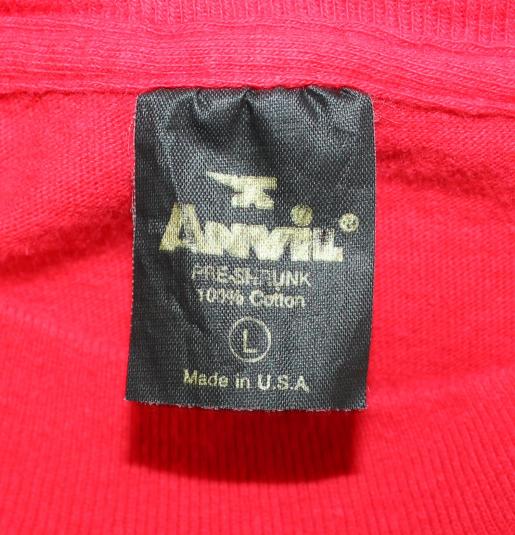 ANVIL®
PRE-SHRUNK
100% Cotton
L
Made in U.S.A.